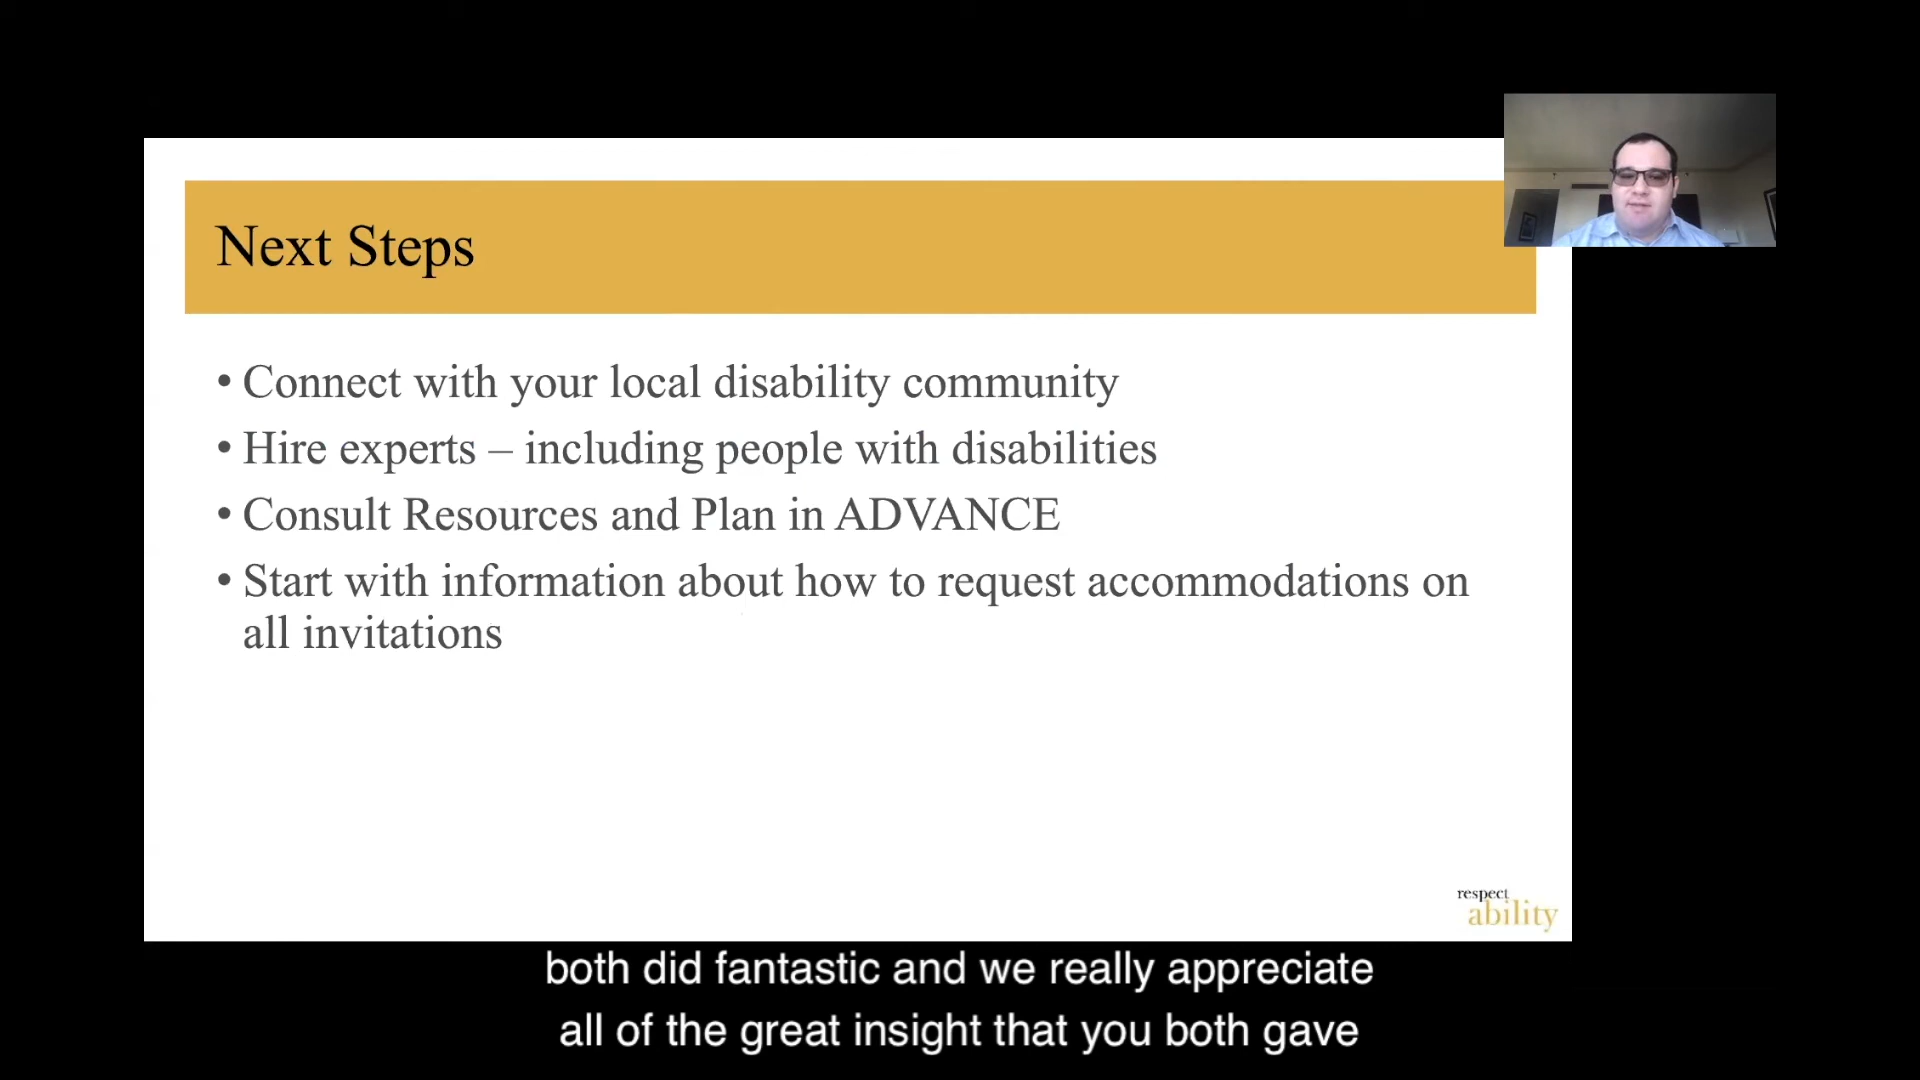 Next Steps
• Connect with your local disability community
• Hire experts – including people with disabilities
• Consult Resources and Plan in ADVANCE
• Start with information about how to request accommodations on
all invitations
respect
ability
both did fantastic and we really appreciate
all of the great insight that you both gave